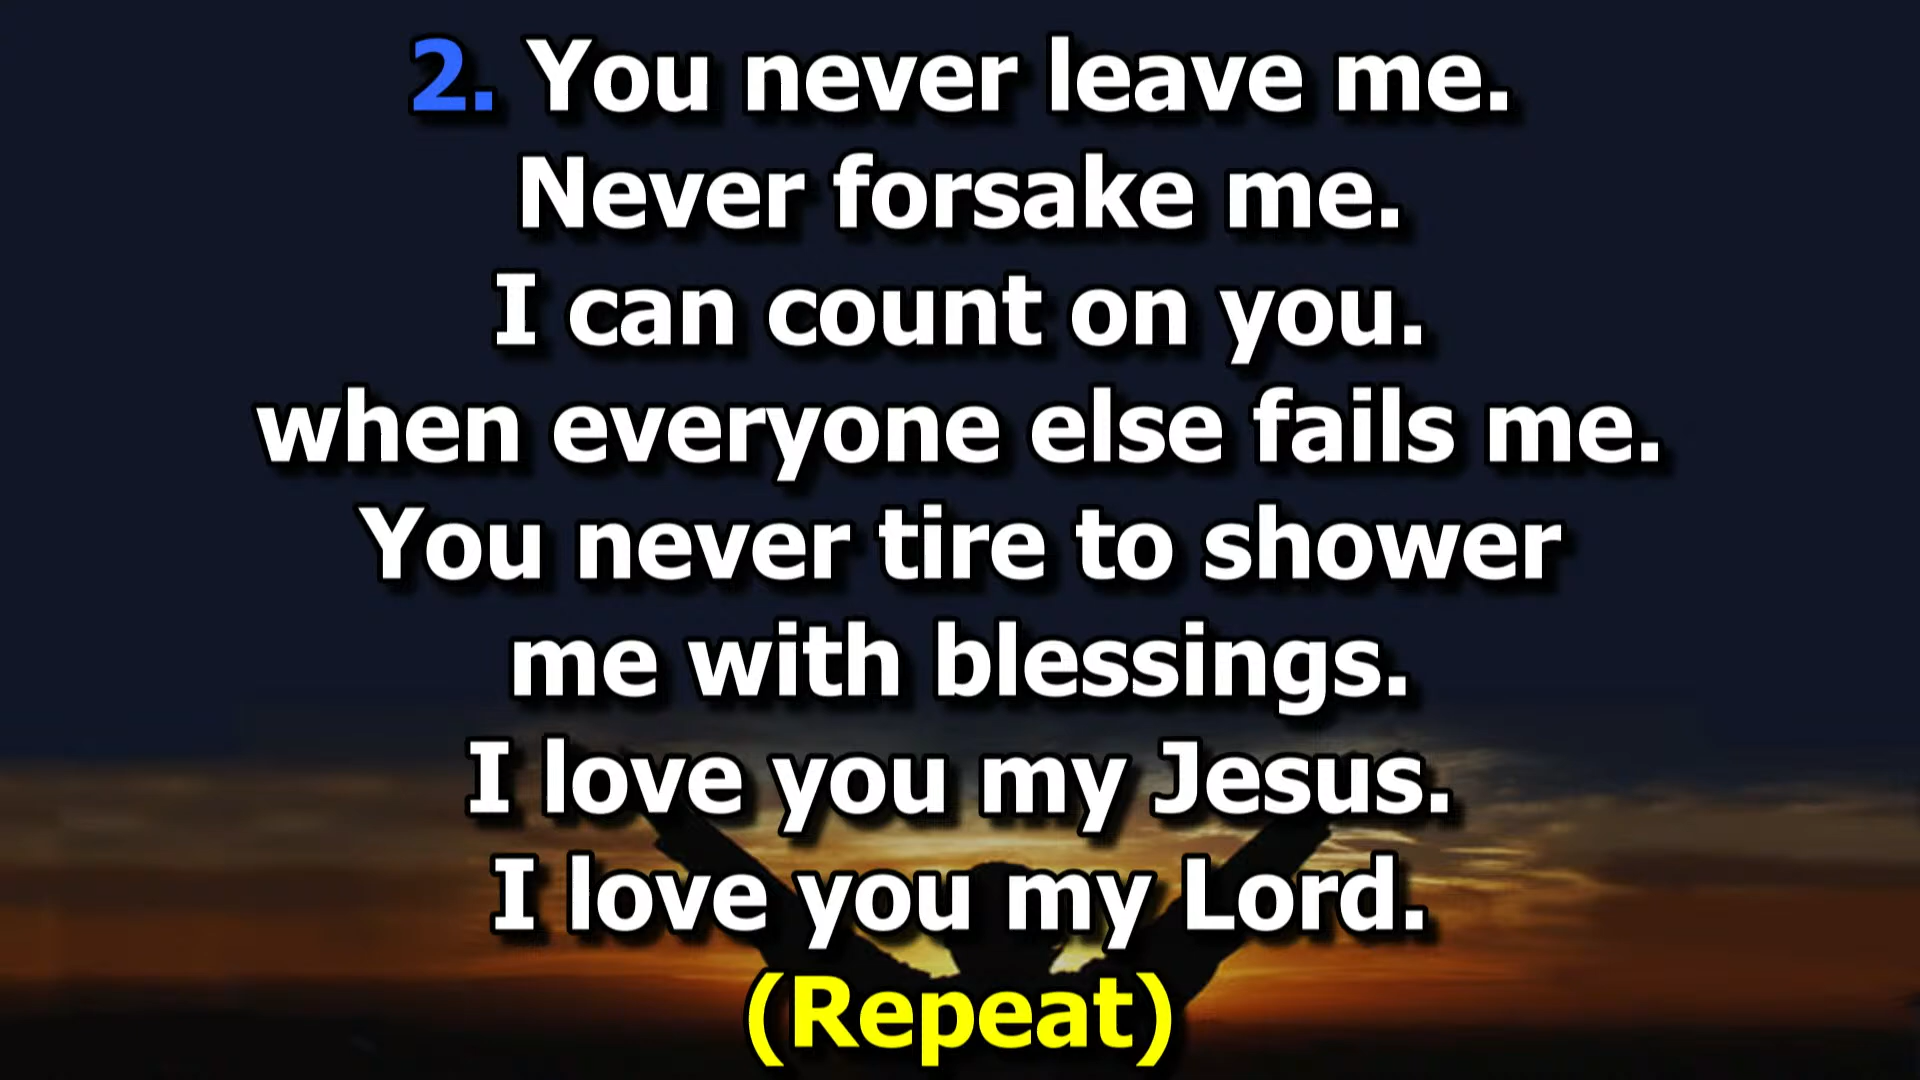 2. You never leave me.
Never forsake me.
I can count on you.
when everyone else fails me.
You never tire to shower
me with blessings.
I love you my Jesus.
I love you my Lord.
(Repeat)